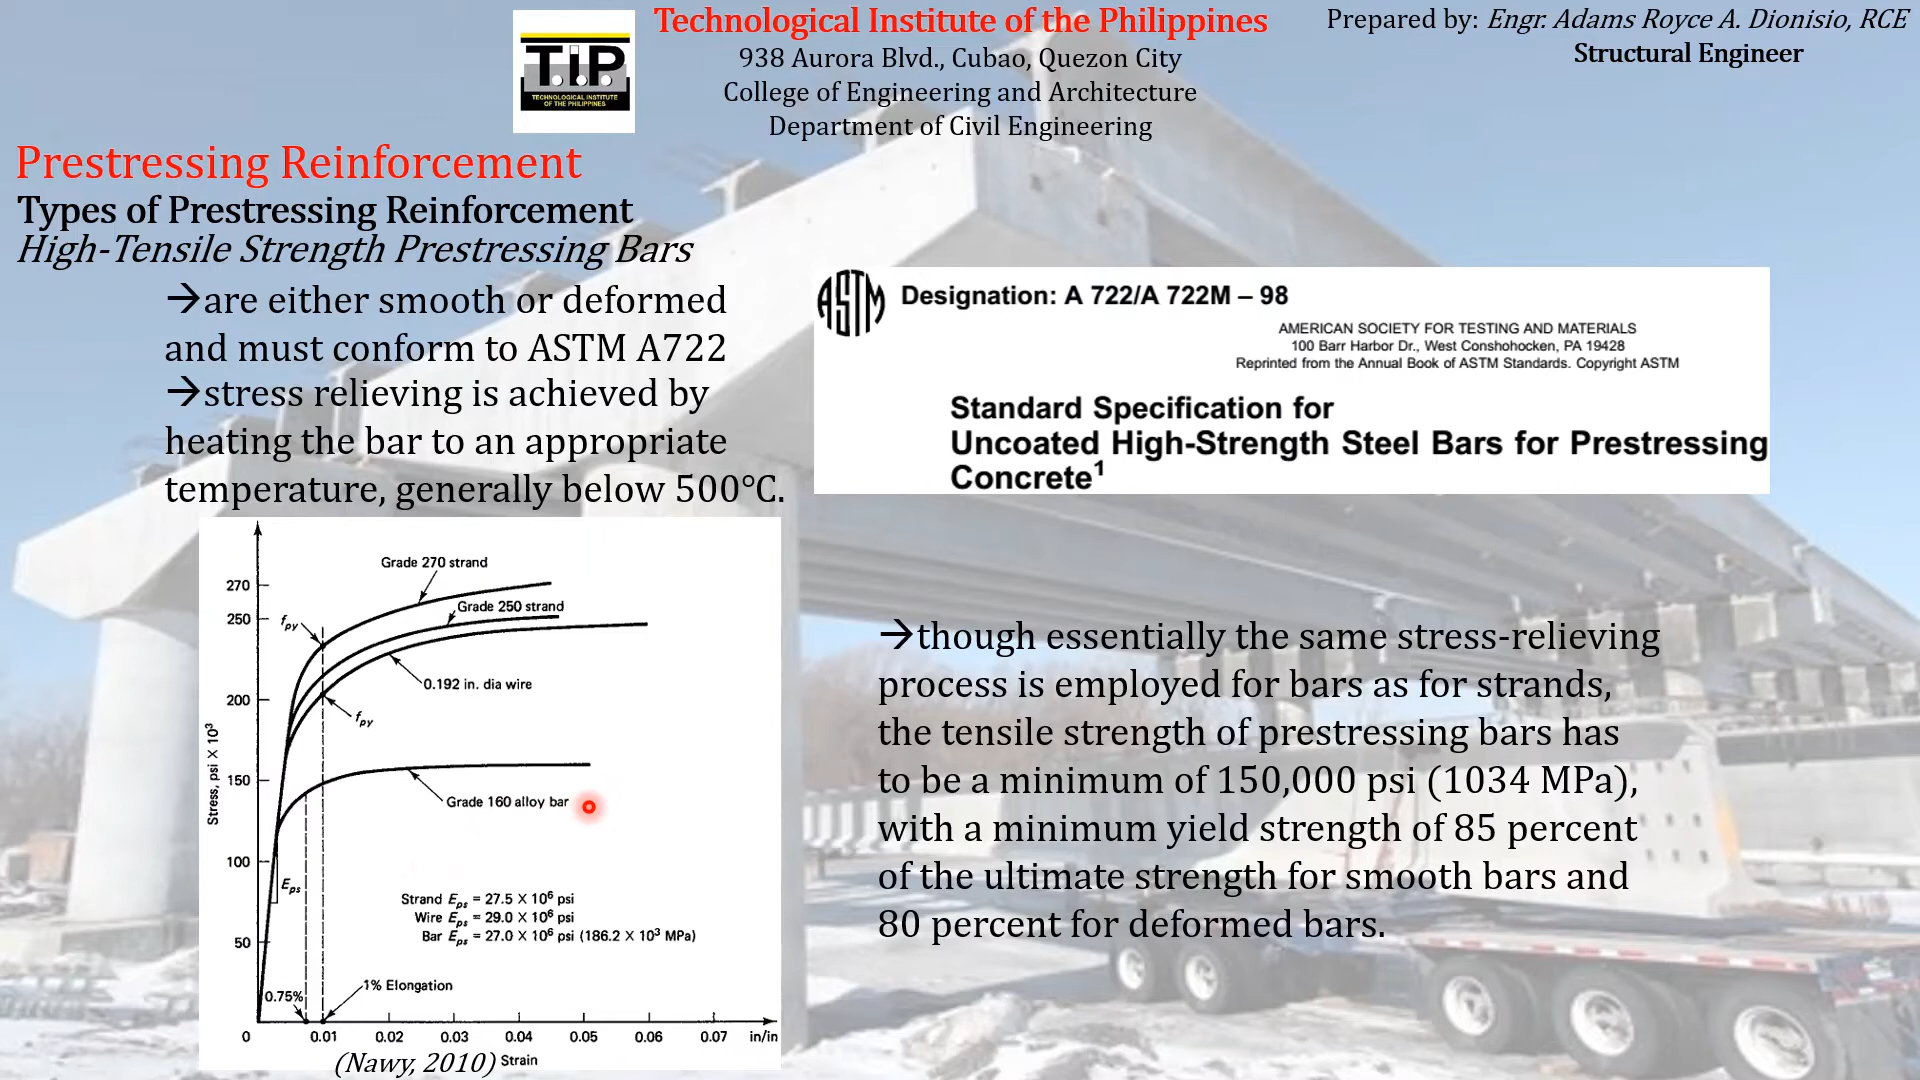 T.I.P
TECHNOLOGICAL INSTITUTE
OF THE PHILIPPINES
Technological Institute of the Philippines
938 Aurora Blvd., Cubao, Quezon City
College of Engineering and Architecture
Department of Civil Engineering
Prepared by: Engr. Adams Royce A. Dionisio, RCE
Structural Engineer
Prestressing Reinforcement
Types of Prestressing Reinforcement
High-Tensile Strength Prestressing Bars
→are either smooth or deformed
and must conform to ASTM A722
→stress relieving is achieved by
heating the bar to an appropriate
temperature, generally below 500°C.
ASTM
Designation: A 722/A 722M – 98
AMERICAN SOCIETY FOR TESTING AND MATERIALS
100 Barr Harbor Dr., West Conshohocken, PA 19428
Reprinted from the Annual Book of ASTM Standards. Copyright ASTM
Standard Specification for
Uncoated High-Strength Steel Bars for Prestressing
Concrete¹
Grade 270 strand
270
Grade 250 strand
250
fpy
0.192 in. dia wire
200
fpy
Stress, psi × 10³
150
Grade 160 alloy bar
100
Eps
Strand Eps = 27.5 × 10⁶ psi
Wire Eps = 29.0 × 10⁶ psi
Bar Eps = 27.0 × 10⁶ psi (186.2 × 10³ MPa)
50
1% Elongation
0.75%
0 0.01 0.02 0.03 0.04 0.05 0.06 0.07 in/in
(Nawy, 2010) Strain
→though essentially the same stress-relieving
process is employed for bars as for strands,
the tensile strength of prestressing bars has
to be a minimum of 150,000 psi (1034 MPa),
with a minimum yield strength of 85 percent
of the ultimate strength for smooth bars and
80 percent for deformed bars.